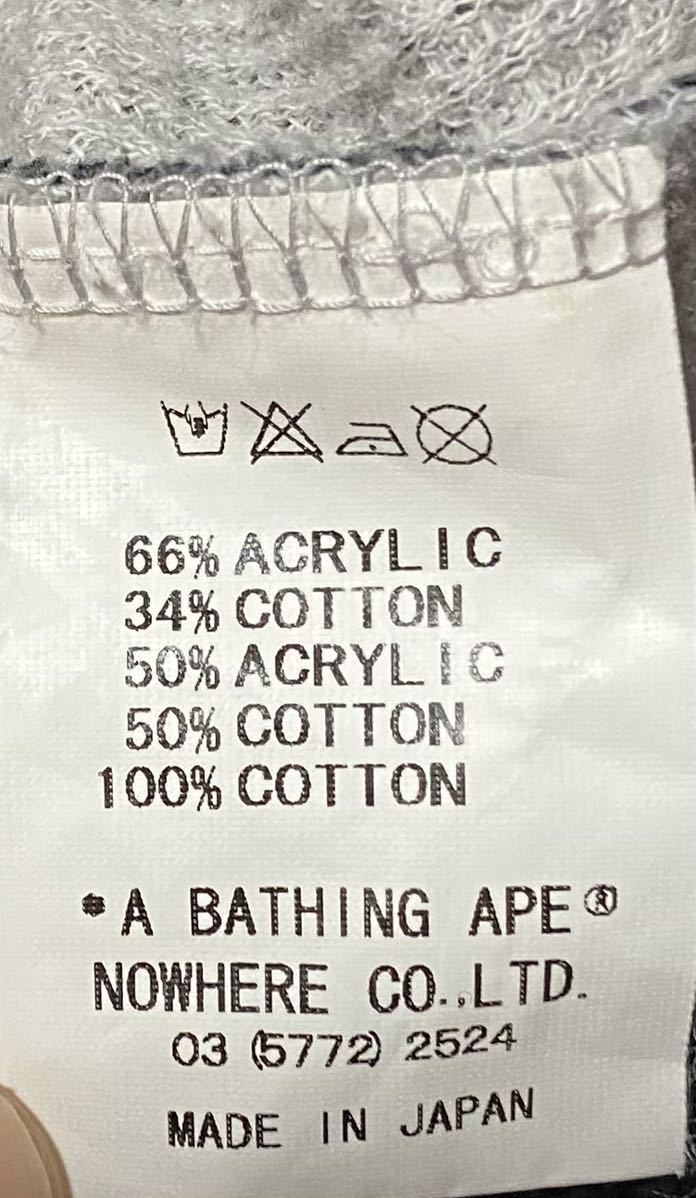 66% ACRYLIC
34% COTTON
50% ACRYLIC
50% COTTON
100% COTTON
*A BATHING APE®
NOWHERE CO.,LTD.
03 (5772) 2524
MADE IN JAPAN